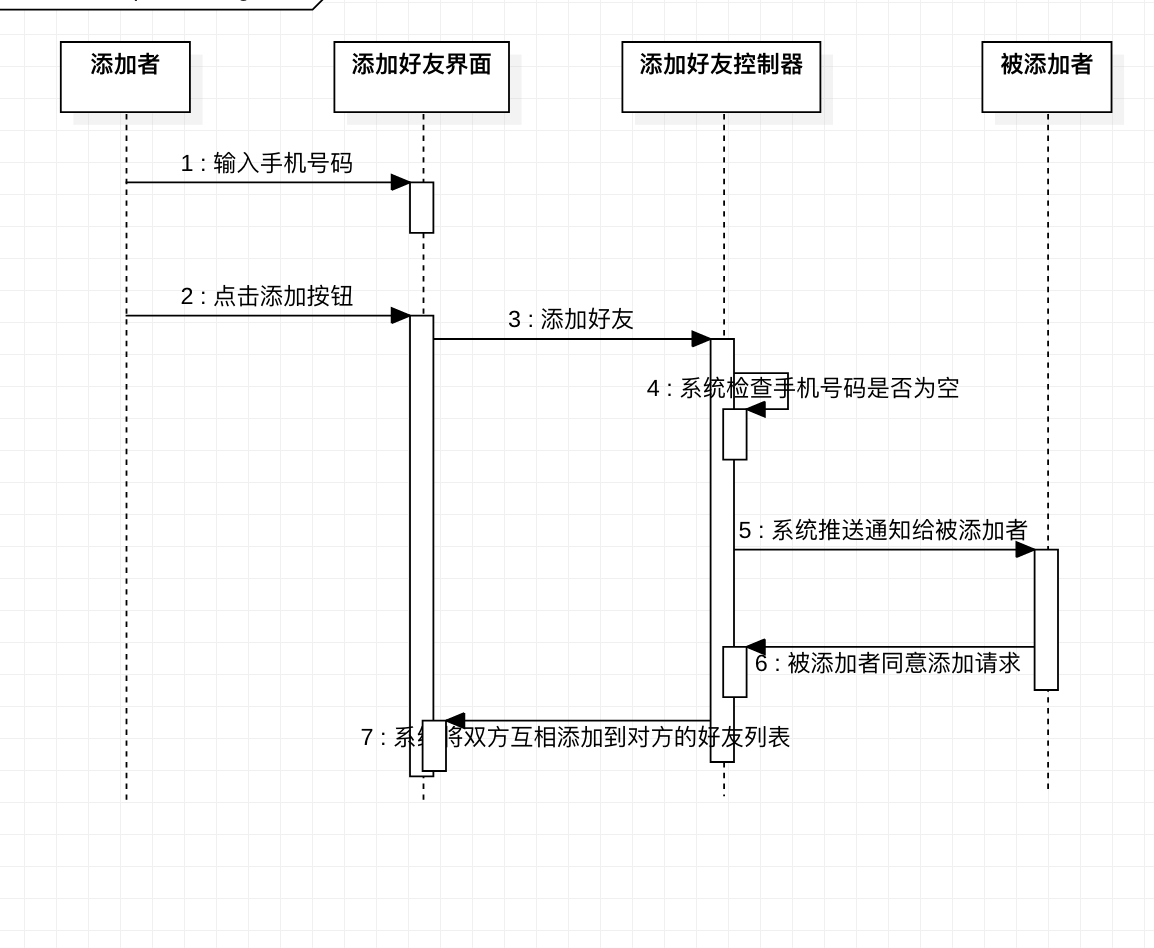 添加者
添加好友界面
添加好友控制器
被添加者
1 : 输入手机号码
2 : 点击添加按钮
3 : 添加好友
4 : 系统检查手机号码是否为空
5 : 系统推送通知给被添加者
6 : 被添加者同意添加请求
7 : 系统将双方互相添加到对方的好友列表